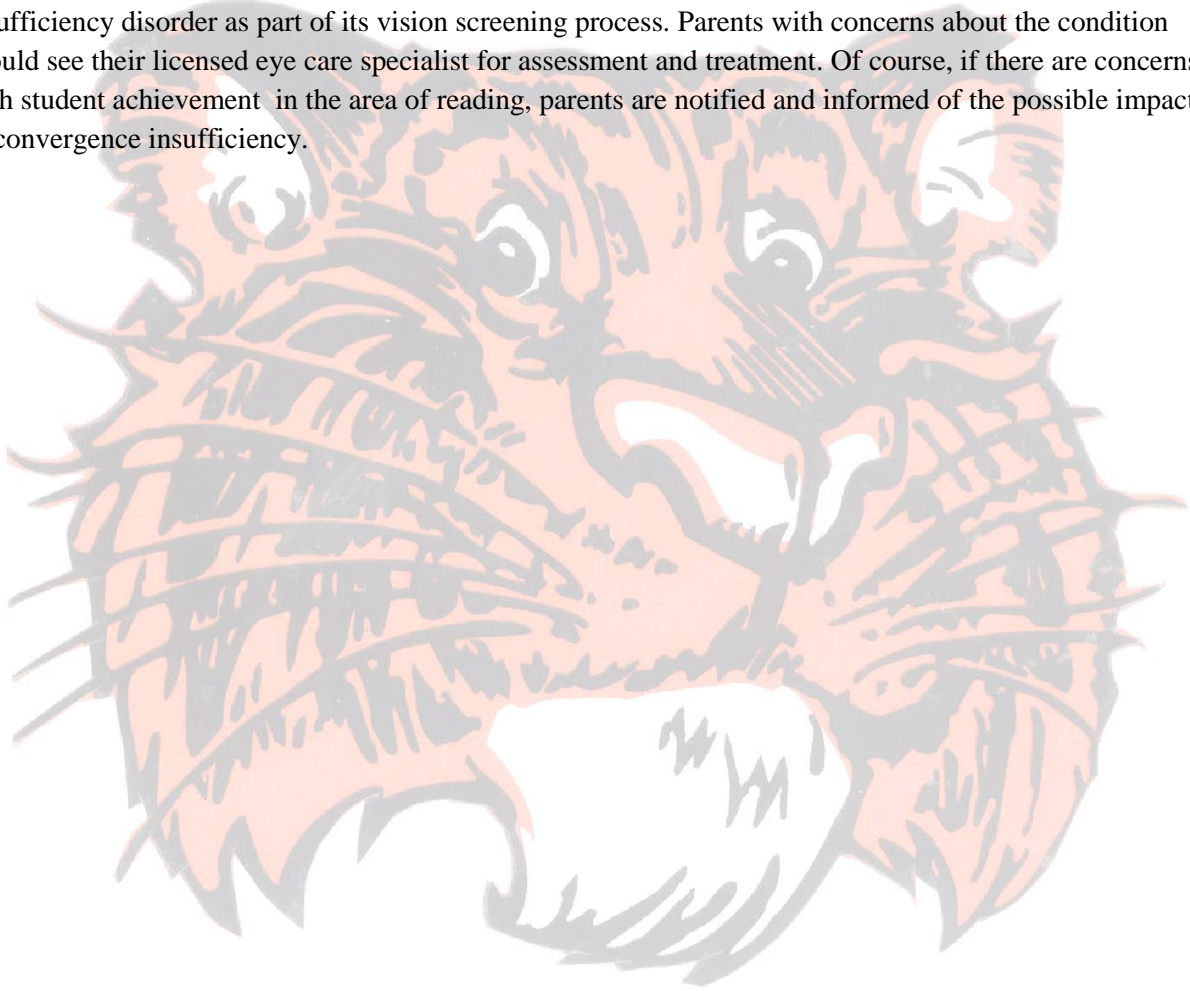 ufficiency disorder as part of its vision screening process. Parents with concerns about the condition
ould see their licensed eye care specialist for assessment and treatment. Of course, if there are concerns
h student achievement in the area of reading, parents are notified and informed of the possible impact
convergence insufficiency.